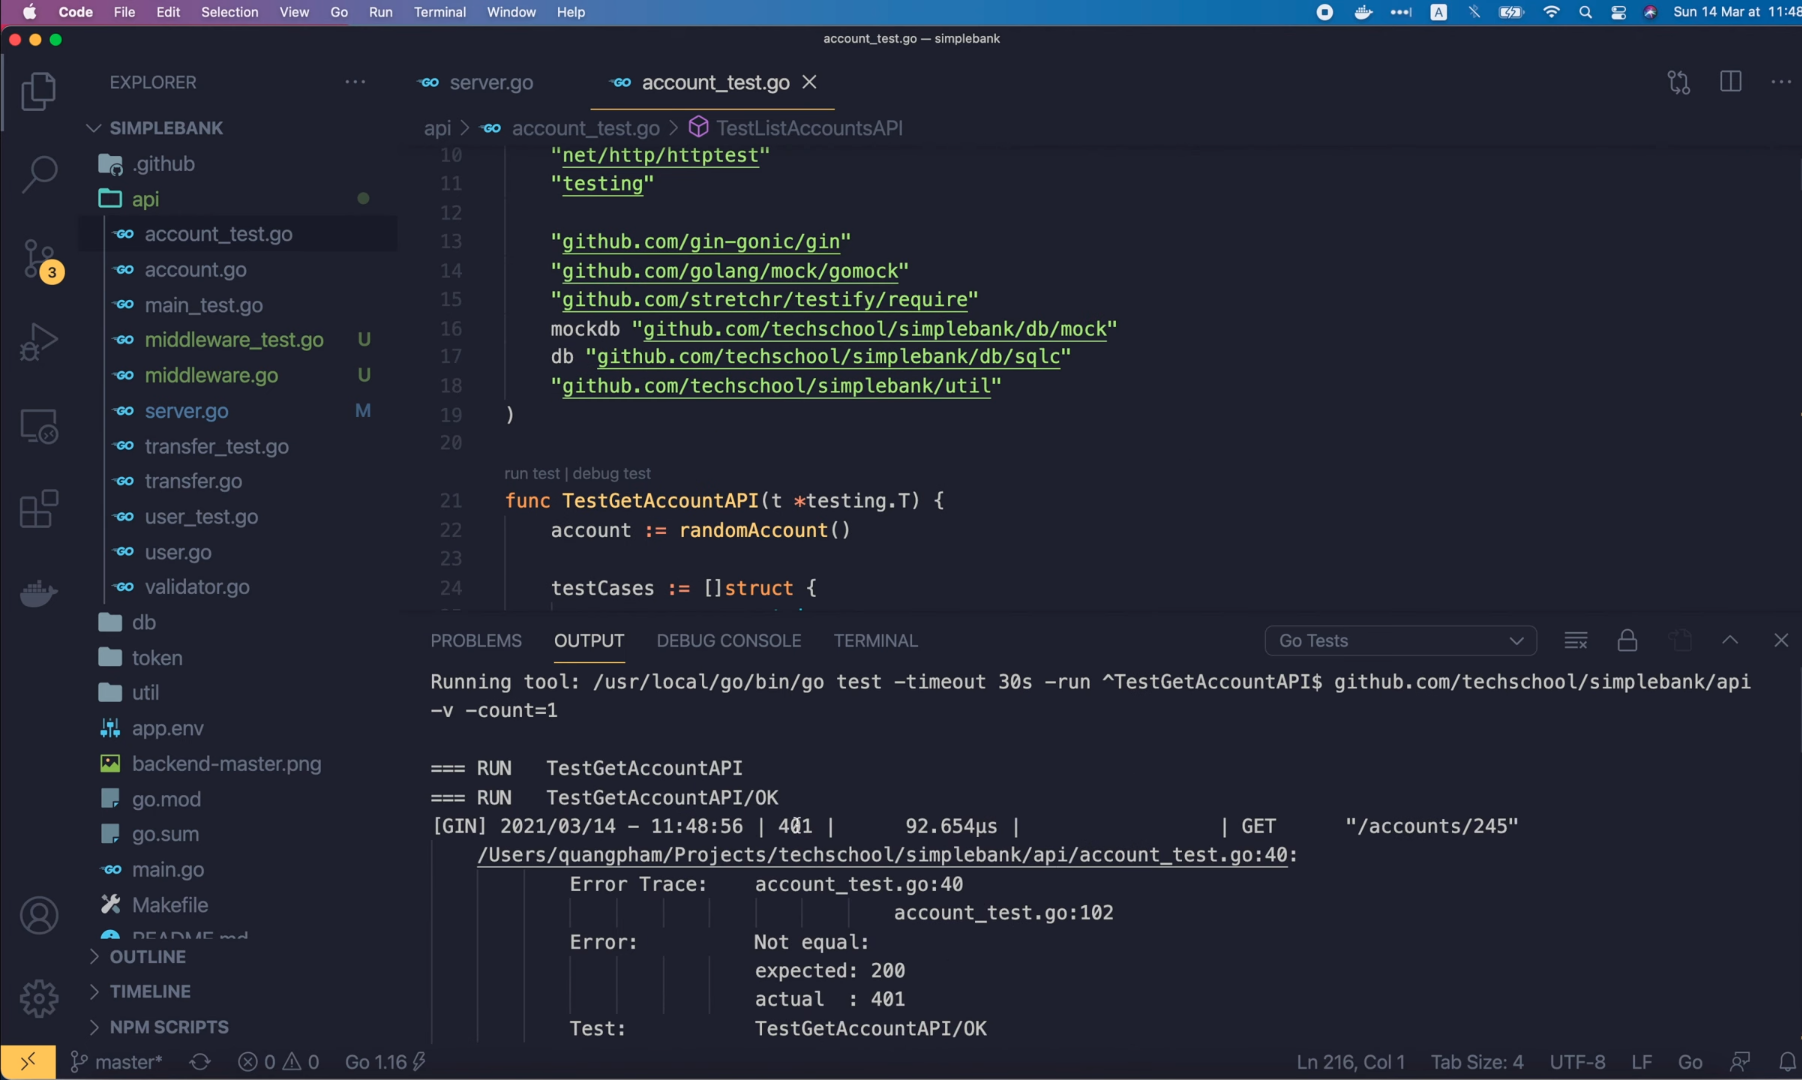 Code File Edit Selection View Go Run Terminal Window Help
A
Sun 14 Mar at 11:48
account_test.go — simplebank
EXPLORER
SIMPLEBANK
.github
api
account_test.go
account.go
main_test.go
middleware_test.go U
middleware.go U
server.go M
transfer_test.go
transfer.go
user_test.go
user.go
validator.go
db
token
util
app.env
backend-master.png
go.mod
go.sum
main.go
Makefile
README.md
OUTLINE
TIMELINE
NPM SCRIPTS
3
server.go
account_test.go
api > account_test.go > TestListAccountsAPI
10 "net/http/httptest"
11 "testing"
12
13 "github.com/gin-gonic/gin"
14 "github.com/golang/mock/gomock"
15 "github.com/stretchr/testify/require"
16 mockdb "github.com/techschool/simplebank/db/mock"
17 db "github.com/techschool/simplebank/db/sqlc"
18 "github.com/techschool/simplebank/util"
19 )
20
run test | debug test
21 func TestGetAccountAPI(t *testing.T) {
22 account := randomAccount()
23
24 testCases := []struct {
PROBLEMS OUTPUT DEBUG CONSOLE TERMINAL
Go Tests
Running tool: /usr/local/go/bin/go test -timeout 30s -run ^TestGetAccountAPI$ github.com/techschool/simplebank/api
-v -count=1
=== RUN TestGetAccountAPI
=== RUN TestGetAccountAPI/OK
[GIN] 2021/03/14 - 11:48:56 | 401 | 92.654µs | | GET "/accounts/245"
/Users/quangpham/Projects/techschool/simplebank/api/account_test.go:40:
Error Trace: account_test.go:40
account_test.go:102
Error: Not equal:
expected: 200
actual : 401
Test: TestGetAccountAPI/OK
master* 0 0 Go 1.16
Ln 216, Col 1 Tab Size: 4 UTF-8 LF Go